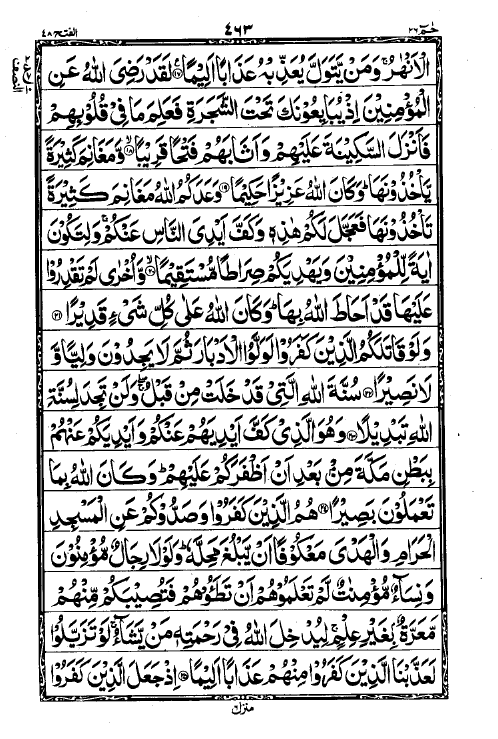 الفتح ٤٨
٤٦٣
حٰمٓ ٢٦
الْاَنْهٰرُ ۚ وَمَنْ يَّتَوَلَّ يُعَذِّبْهُ عَذَابًا اَلِيْمًا ﴿١٧﴾ لَقَدْ رَضِيَ اللّٰهُ عَنِ
الْمُؤْمِنِيْنَ اِذْ يُبَايِعُوْنَكَ تَحْتَ الشَّجَرَةِ فَعَلِمَ مَا فِيْ قُلُوْبِهِمْ
فَاَنْزَلَ السَّكِيْنَةَ عَلَيْهِمْ وَاَثَابَهُمْ فَتْحًا قَرِيْبًا ﴿١٨﴾ وَّمَغَانِمَ كَثِيْرَةً
يَّاْخُذُوْنَهَا ؕ وَكَانَ اللّٰهُ عَزِيْزًا حَكِيْمًا ﴿١٩﴾ وَعَدَكُمُ اللّٰهُ مَغَانِمَ كَثِيْرَةً
تَاْخُذُوْنَهَا فَعَجَّلَ لَكُمْ هٰذِهٖ وَكَفَّ اَيْدِيَ النَّاسِ عَنْكُمْ ۚ وَلِتَكُوْنَ
اٰيَةً لِّلْمُؤْمِنِيْنَ وَيَهْدِيَكُمْ صِرَاطًا مُّسْتَقِيْمًا ﴿٢٠﴾ وَّاُخْرٰى لَمْ تَقْدِرُوْا
عَلَيْهَا قَدْ اَحَاطَ اللّٰهُ بِهَا ؕ وَكَانَ اللّٰهُ عَلٰى كُلِّ شَيْءٍ قَدِيْرًا ﴿٢١﴾
وَلَوْ قَاتَلَكُمُ الَّذِيْنَ كَفَرُوْا لَوَلَّوُا الْاَدْبَارَ ثُمَّ لَا يَجِدُوْنَ وَلِيًّا وَّ
لَا نَصِيْرًا ﴿٢٢﴾ سُنَّةَ اللّٰهِ الَّتِيْ قَدْ خَلَتْ مِنْ قَبْلُ ۖ وَلَنْ تَجِدَ لِسُنَّةِ
اللّٰهِ تَبْدِيْلًا ﴿٢٣﴾ وَهُوَ الَّذِيْ كَفَّ اَيْدِيَهُمْ عَنْكُمْ وَاَيْدِيَكُمْ عَنْهُمْ
بِبَطْنِ مَكَّةَ مِنْۢ بَعْدِ اَنْ اَظْفَرَكُمْ عَلَيْهِمْ ؕ وَكَانَ اللّٰهُ بِمَا
تَعْمَلُوْنَ بَصِيْرًا ﴿٢٤﴾ هُمُ الَّذِيْنَ كَفَرُوْا وَصَدُّوْكُمْ عَنِ الْمَسْجِدِ
الْحَرَامِ وَالْهَدْيَ مَعْكُوْفًا اَنْ يَّبْلُغَ مَحِلَّهٗ ؕ وَلَوْلَا رِجَالٌ مُّؤْمِنُوْنَ
وَنِسَآءٌ مُّؤْمِنٰتٌ لَّمْ تَعْلَمُوْهُمْ اَنْ تَطَـُٔوْهُمْ فَتُصِيْبَكُمْ مِّنْهُمْ
مَّعَرَّةٌۢ بِغَيْرِ عِلْمٍ ۚ لِيُدْخِلَ اللّٰهُ فِيْ رَحْمَتِهٖ مَنْ يَّشَآءُ ۚ لَوْ تَزَيَّلُوْا
لَعَذَّبْنَا الَّذِيْنَ كَفَرُوْا مِنْهُمْ عَذَابًا اَلِيْمًا ﴿٢٥﴾ اِذْ جَعَلَ الَّذِيْنَ كَفَرُوْا
منزل